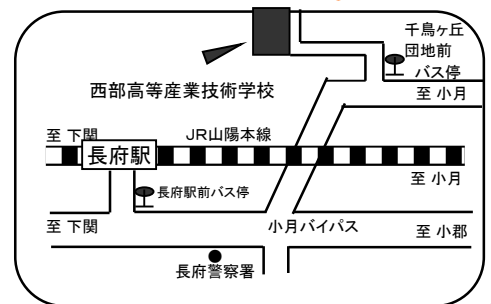 千鳥ヶ丘
団地前
バス停
西部高等産業技術学校
至 小月
至 下関
JR山陽本線
長府駅
至 小月
長府駅前バス停
至 下関
小月バイパス
至 小郡
長府警察署